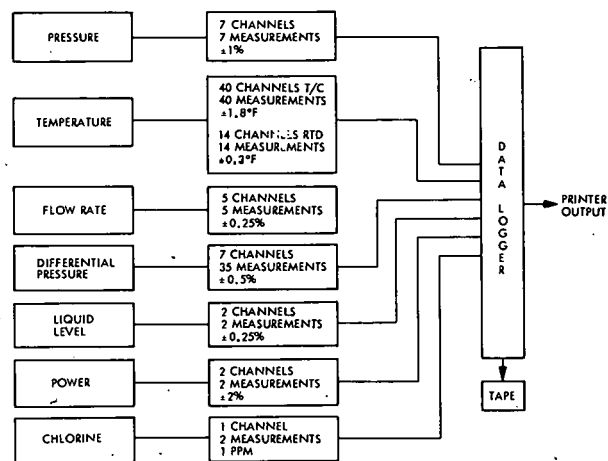 PRESSURE
7 CHANNELS
7 MEASUREMENTS
±1%
TEMPERATURE
40 CHANNELS T/C
40 MEASUREMENTS
±1.8°F
14 CHANNELS RTD
14 MEASUREMENTS
±0.3°F
FLOW RATE
5 CHANNELS
5 MEASUREMENTS
±0.25%
DIFFERENTIAL
PRESSURE
7 CHANNELS
35 MEASUREMENTS
±0.5%
LIQUID
LEVEL
2 CHANNELS
2 MEASUREMENTS
±0.25%
POWER
2 CHANNELS
2 MEASUREMENTS
±2%
CHLORINE
1 CHANNEL
2 MEASUREMENTS
1 PPM
DATA LOGGER
PRINTER
OUTPUT
TAPE